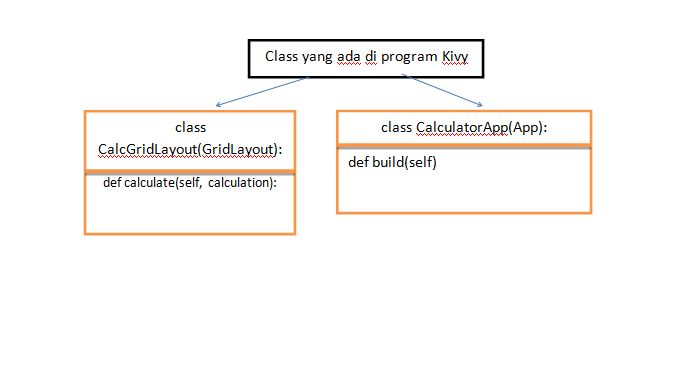 Class yang ada di program Kivy
class
CalcGridLayout(GridLayout):
def calculate(self, calculation):
class CalculatorApp(App):
def build(self)